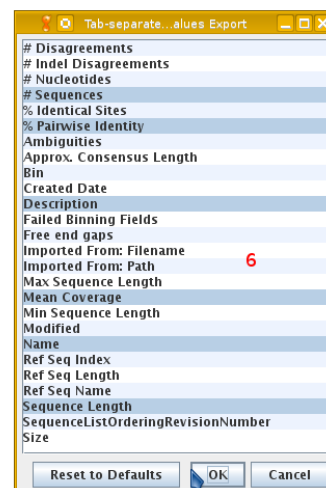 Tab-separate...alues Export
# Disagreements
# Indel Disagreements
# Nucleotides
# Sequences
% Identical Sites
% Pairwise Identity
Ambiguities
Approx. Consensus Length
Bin
Created Date
Description
Failed Binning Fields
Free end gaps
Imported From: Filename
Imported From: Path
6
Max Sequence Length
Mean Coverage
Min Sequence Length
Modified
Name
Ref Seq Index
Ref Seq Length
Ref Seq Name
Sequence Length
SequenceListOrderingRevisionNumber
Size
Reset to Defaults OK Cancel